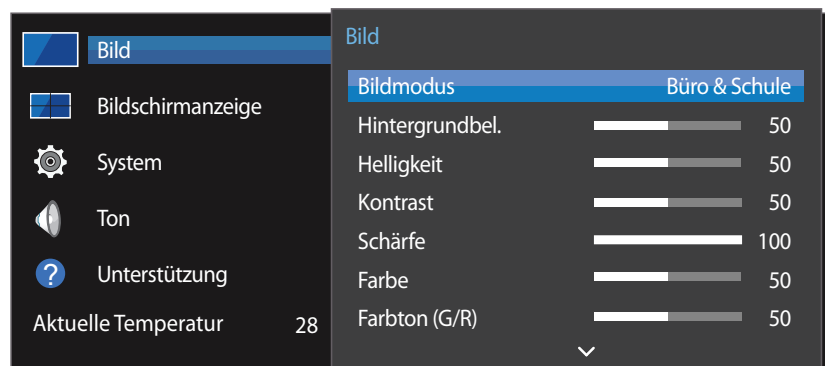 Bild
Bildschirmanzeige
System
Ton
Unterstützung
Aktuelle Temperatur 28
Bild
Bildmodus Büro & Schule
Hintergrundbel. 50
Helligkeit 50
Kontrast 50
Schärfe 100
Farbe 50
Farbton (G/R) 50